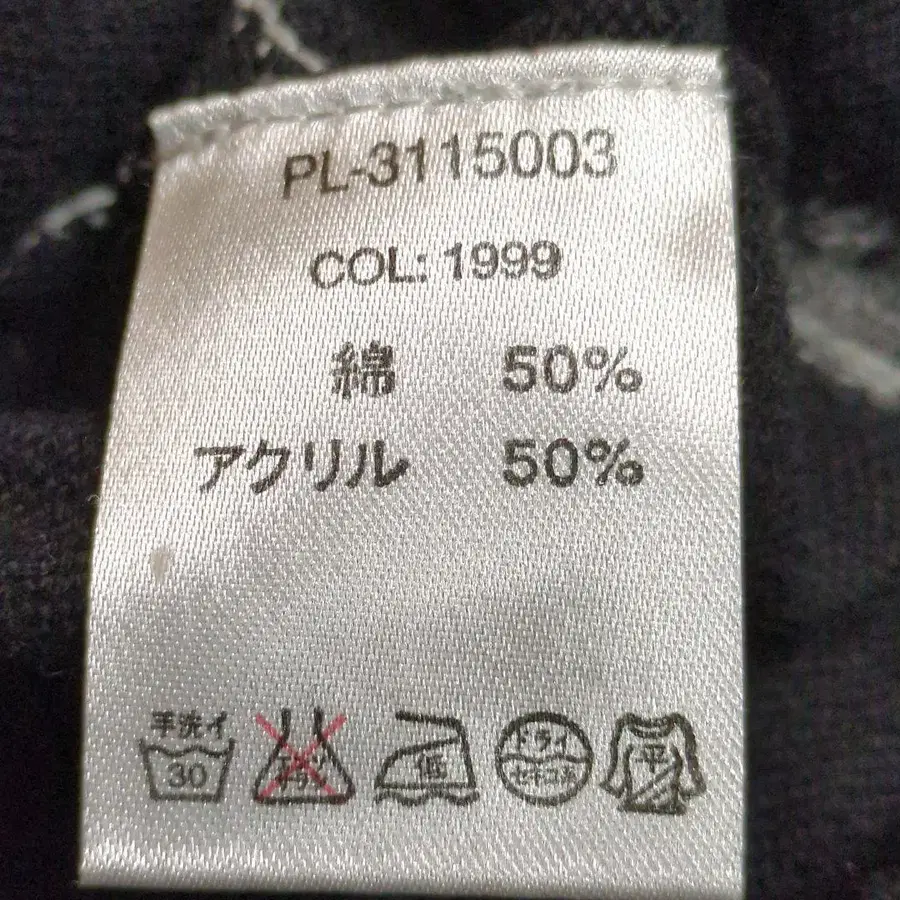 PL-3115003
COL: 1999
綿 50%
アクリル 50%
手洗イ
30
低
ドライ
セキユ系
平